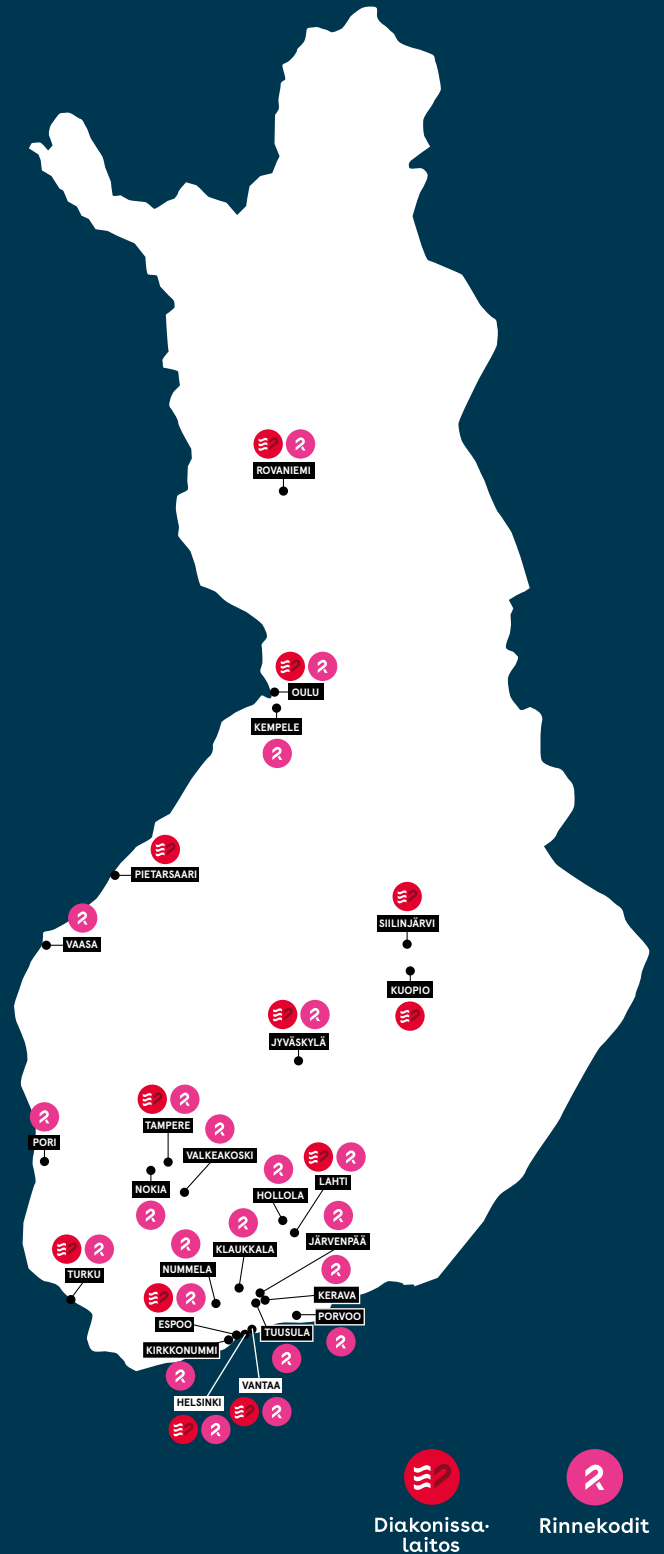 ROVANIEMI
OULU
KEMPELE
PIETARSAARI
SIILINJÄRVI
VAASA
KUOPIO
JYVÄSKYLÄ
TAMPERE
PORI
VALKEAKOSKI
LAHTI
NOKIA
HOLLOLA
JÄRVENPÄÄ
KLAUKKALA
NUMMELA
TURKU
KERAVA
PORVOO
ESPOO
TUUSULA
KIRKKONUMMI
VANTAA
HELSINKI
Diakonissa·
laitos
Rinnekodit